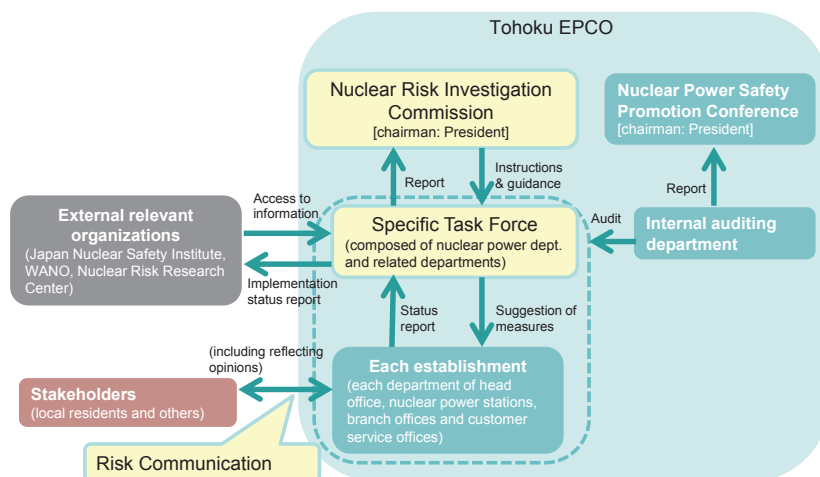 Tohoku EPCO
Nuclear Risk Investigation
Commission
[chairman: President]
Nuclear Power Safety
Promotion Conference
[chairman: President]
Report
Instructions
& guidance
Report
Access to
information
External relevant
organizations
(Japan Nuclear Safety Institute,
WANO, Nuclear Risk Research
Center)
Specific Task Force
(composed of nuclear power dept.
and related departments)
Audit
Internal auditing
department
Implementation
status report
Status
report
Suggestion of
measures
(including reflecting
opinions)
Stakeholders
(local residents and others)
Each establishment
(each department of head
office, nuclear power stations,
branch offices and customer
service offices)
Risk Communication